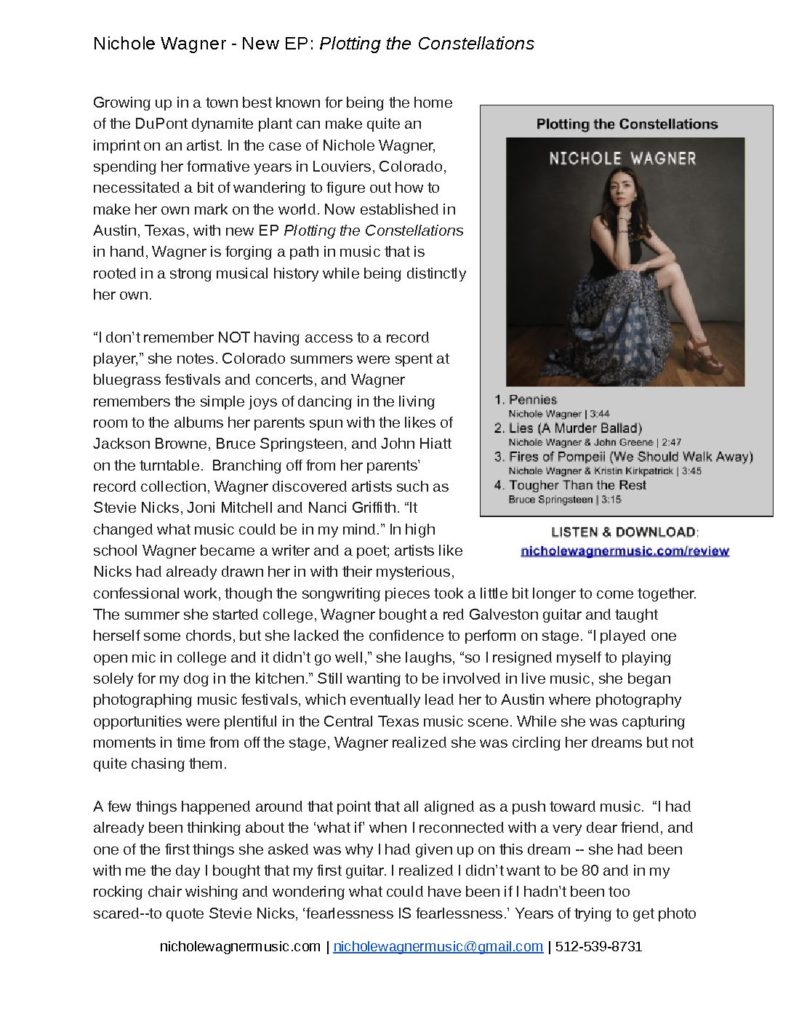 Nichole Wagner - New EP: Plotting the Constellations
Growing up in a town best known for being the home
of the DuPont dynamite plant can make quite an
imprint on an artist. In the case of Nichole Wagner,
spending her formative years in Louviers, Colorado,
necessitated a bit of wandering to figure out how to
make her own mark on the world. Now established in
Austin, Texas, with new EP Plotting the Constellations
in hand, Wagner is forging a path in music that is
rooted in a strong musical history while being distinctly
her own.
“I don’t remember NOT having access to a record
player,” she notes. Colorado summers were spent at
bluegrass festivals and concerts, and Wagner
remembers the simple joys of dancing in the living
room to the albums her parents spun with the likes of
Jackson Browne, Bruce Springsteen, and John Hiatt
on the turntable.  Branching off from her parents’
record collection, Wagner discovered artists such as
Stevie Nicks, Joni Mitchell and Nanci Griffith. “It
changed what music could be in my mind.” In high
school Wagner became a writer and a poet; artists like
Nicks had already drawn her in with their mysterious,
confessional work, though the songwriting pieces took a little bit longer to come together.
The summer she started college, Wagner bought a red Galveston guitar and taught
herself some chords, but she lacked the confidence to perform on stage. “I played one
open mic in college and it didn’t go well,” she laughs, “so I resigned myself to playing
solely for my dog in the kitchen.” Still wanting to be involved in live music, she began
photographing music festivals, which eventually lead her to Austin where photography
opportunities were plentiful in the Central Texas music scene. While she was capturing
moments in time from off the stage, Wagner realized she was circling her dreams but not
quite chasing them.
A few things happened around that point that all aligned as a push toward music.  “I had
already been thinking about the ‘what if’ when I reconnected with a very dear friend, and
one of the first things she asked was why I had given up on this dream -- she had been
with me the day I bought that my first guitar. I realized I didn’t want to be 80 and in my
rocking chair wishing and wondering what could have been if I hadn’t been too
scared--to quote Stevie Nicks, ‘fearlessness IS fearlessness.’ Years of trying to get photo
Plotting the Constellations
NICHOLE WAGNER
1. Pennies
Nichole Wagner | 3:44
2. Lies (A Murder Ballad)
Nichole Wagner & John Greene | 2:47
3. Fires of Pompeii (We Should Walk Away)
Nichole Wagner & Kristin Kirkpatrick | 3:45
4. Tougher Than the Rest
Bruce Springsteen | 3:15
LISTEN & DOWNLOAD:
nicholewagnermusic.com/review
nicholewagnermusic.com | nicholewagnermusic@gmail.com | 512-539-8731